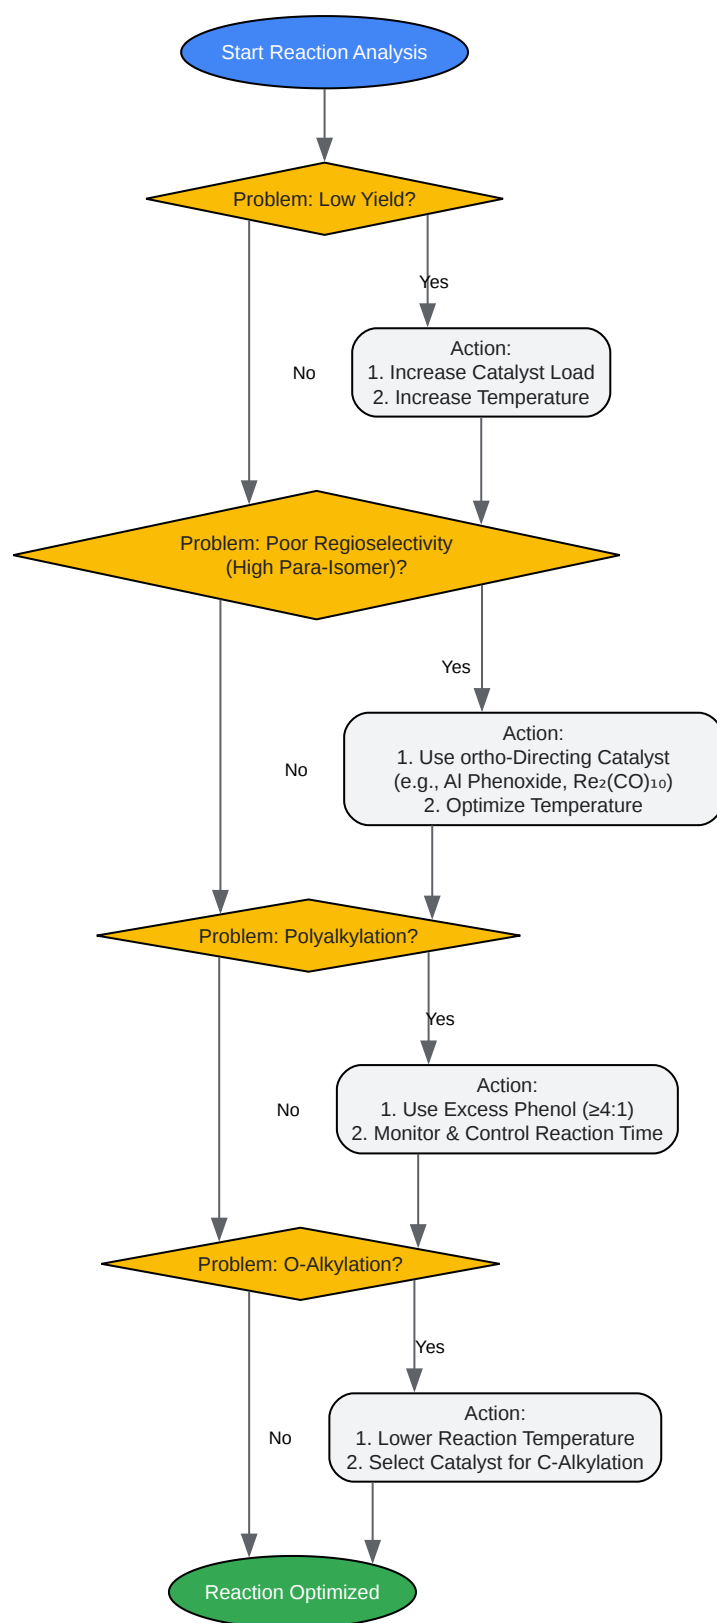 Start Reaction Analysis
Problem: Low Yield?
Yes
Action:
1. Increase Catalyst Load
2. Increase Temperature
No
Problem: Poor Regioselectivity
(High Para-Isomer)?
Yes
Action:
1. Use ortho-Directing Catalyst
(e.g., Al Phenoxide, Re₂(CO)₁₀)
2. Optimize Temperature
No
Problem: Polyalkylation?
Yes
Action:
1. Use Excess Phenol (≥4:1)
2. Monitor & Control Reaction Time
No
Problem: O-Alkylation?
Yes
Action:
1. Lower Reaction Temperature
2. Select Catalyst for C-Alkylation
No
Reaction Optimized